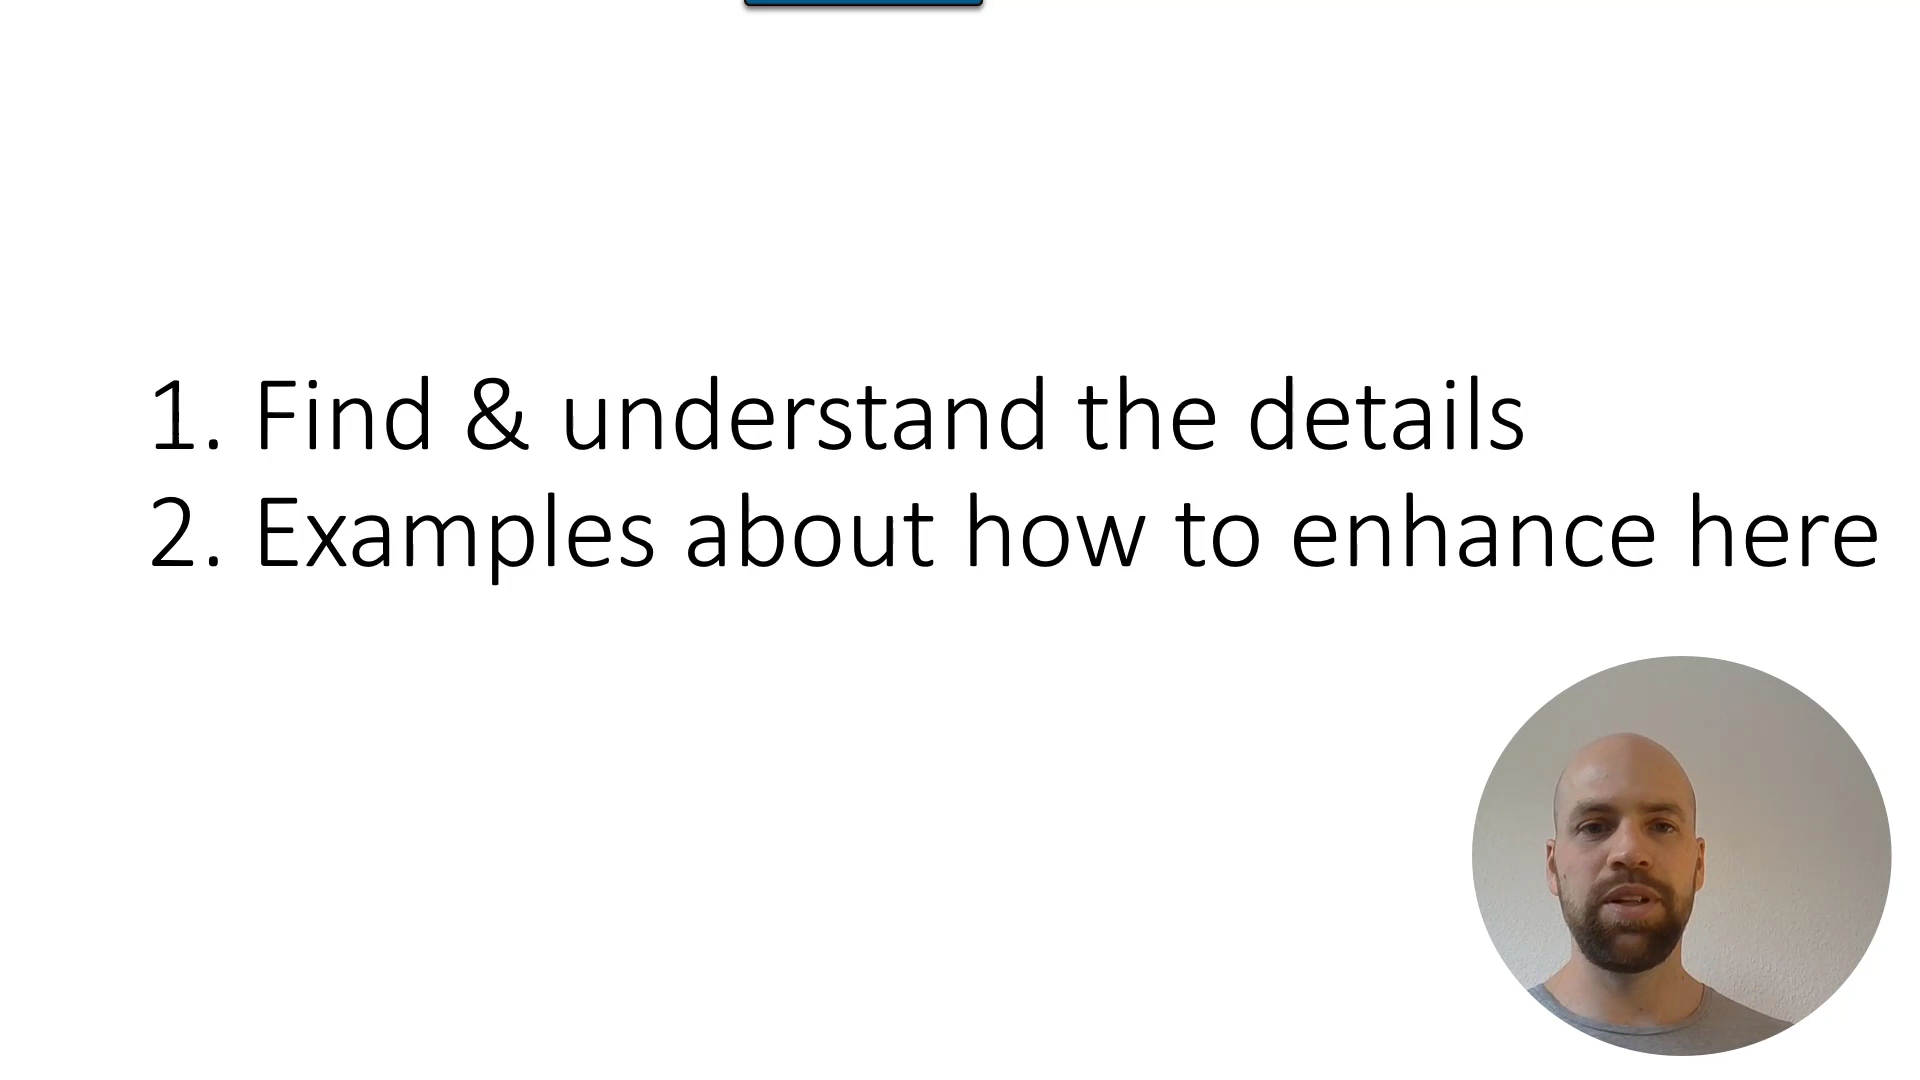 1. Find & understand the details
2. Examples about how to enhance here